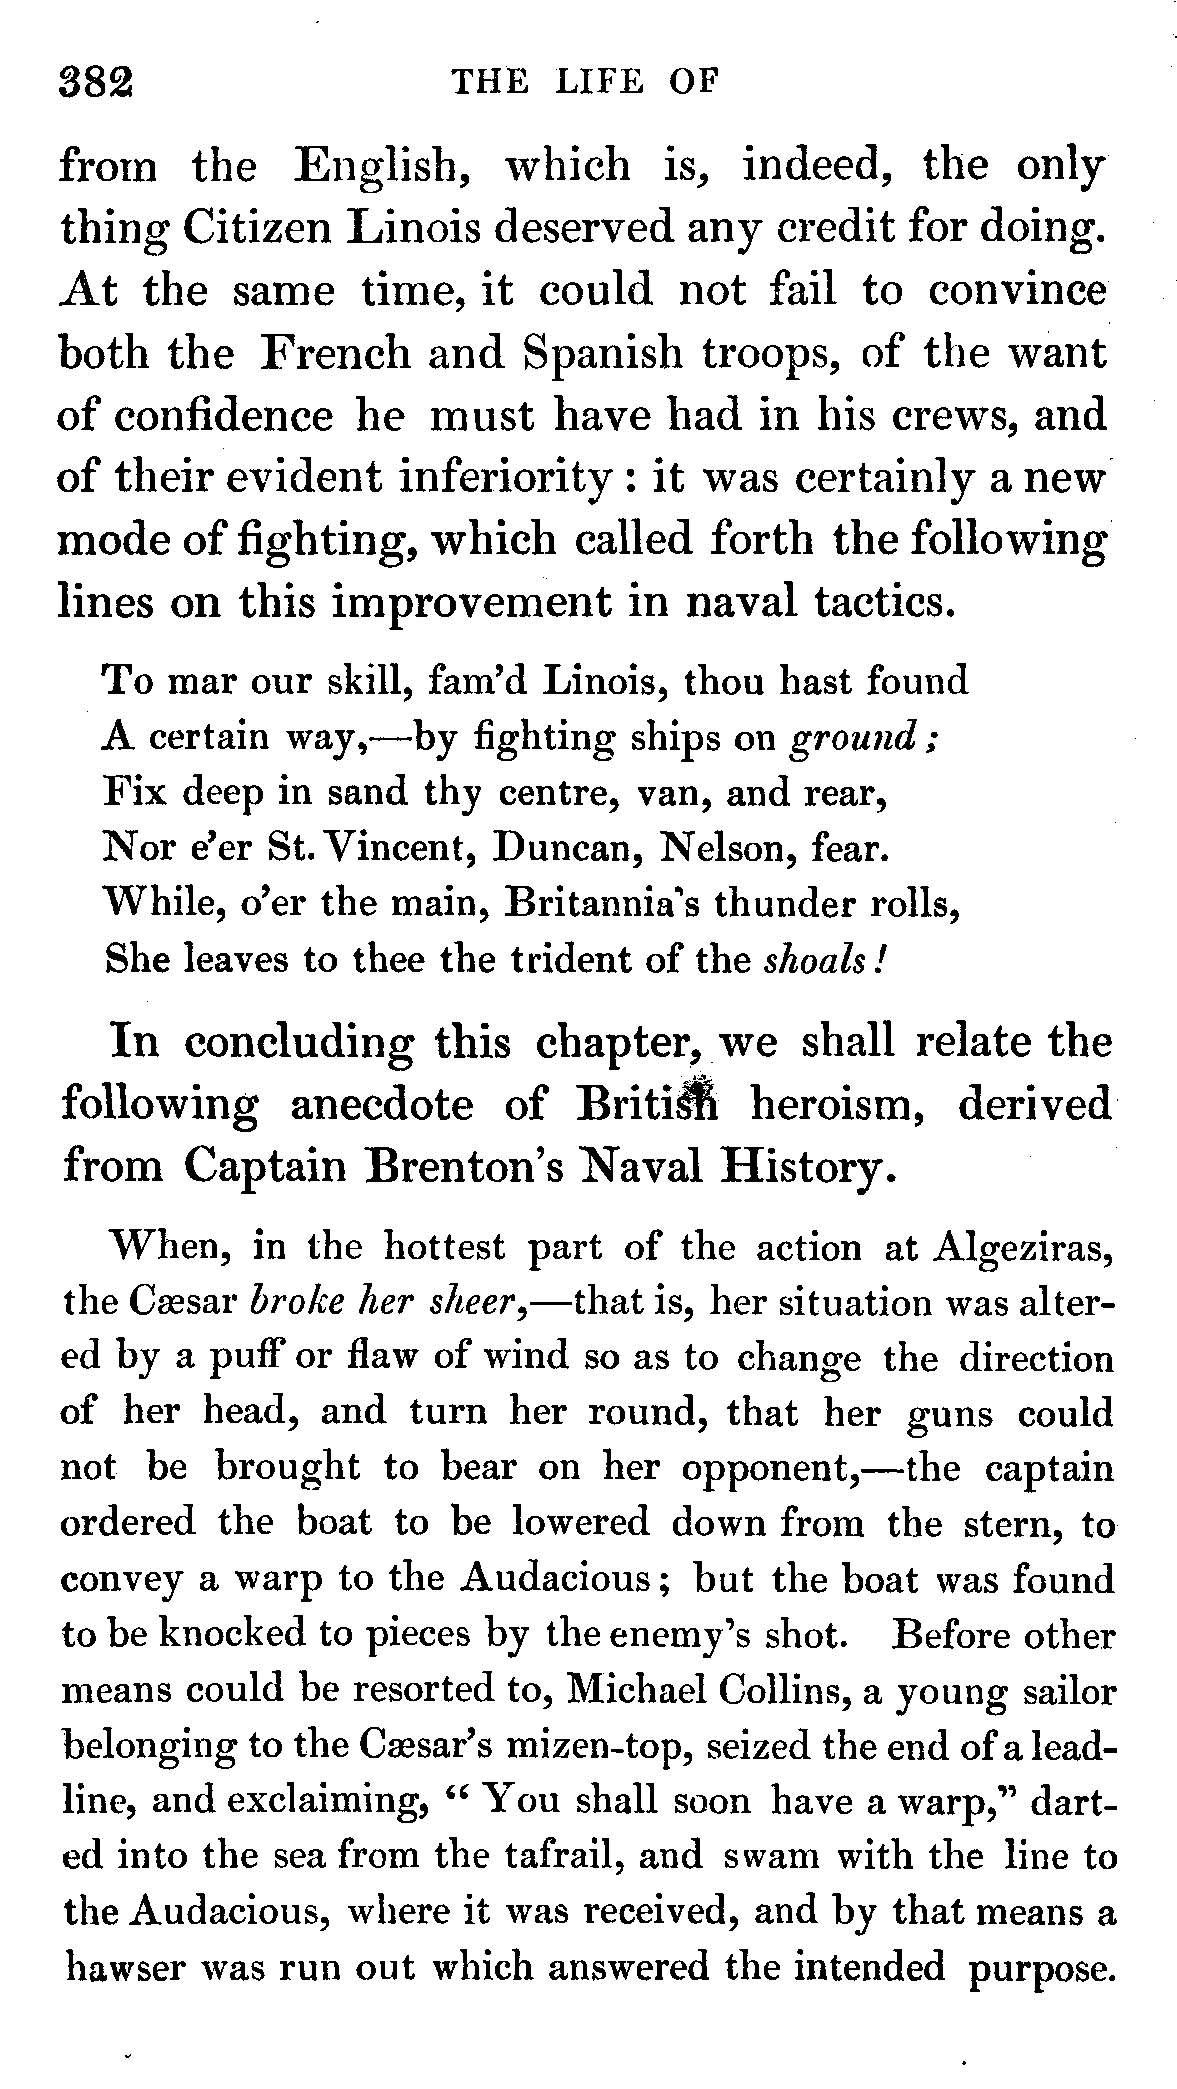 382 THE LIFE OF
from the English, which is, indeed, the only
thing Citizen Linois deserved any credit for doing.
At the same time, it could not fail to convince
both the French and Spanish troops, of the want
of confidence he must have had in his crews, and
of their evident inferiority : it was certainly a new
mode of fighting, which called forth the following
lines on this improvement in naval tactics.
To mar our skill, fam'd Linois, thou hast found
A certain way,—by fighting ships on ground ;
Fix deep in sand thy centre, van, and rear,
Nor e'er St. Vincent, Duncan, Nelson, fear.
While, o'er the main, Britannia's thunder rolls,
She leaves to thee the trident of the shoals !
In concluding this chapter, we shall relate the
following anecdote of British heroism, derived
from Captain Brenton's Naval History.
When, in the hottest part of the action at Algeziras,
the Cæsar broke her sheer,—that is, her situation was alter-
ed by a puff or flaw of wind so as to change the direction
of her head, and turn her round, that her guns could
not be brought to bear on her opponent,—the captain
ordered the boat to be lowered down from the stern, to
convey a warp to the Audacious ; but the boat was found
to be knocked to pieces by the enemy's shot. Before other
means could be resorted to, Michael Collins, a young sailor
belonging to the Cæsar's mizen-top, seized the end of a lead-
line, and exclaiming, “ You shall soon have a warp,” dart-
ed into the sea from the tafrail, and swam with the line to
the Audacious, where it was received, and by that means a
hawser was run out which answered the intended purpose.